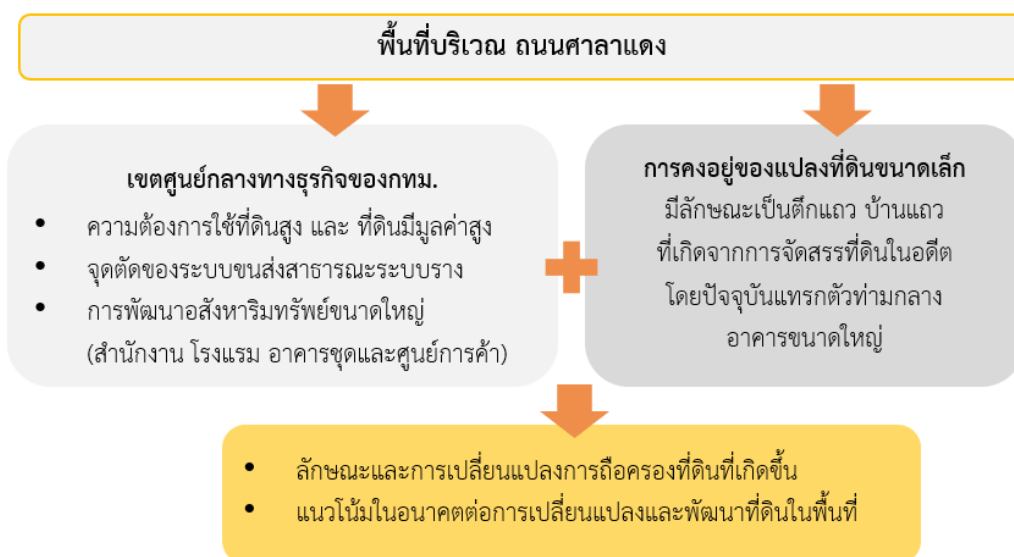 พื้นที่บริเวณ ถนนศาลาแดง
เขตศูนย์กลางทางธุรกิจของกทม.
• ความต้องการใช้ที่ดินสูง และ ที่ดินมีมูลค่าสูง
• จุดตัดของระบบขนส่งสาธารณะระบบราง
• การพัฒนาอสังหาริมทรัพย์ขนาดใหญ่
(สำนักงาน โรงแรม อาคารชุดและศูนย์การค้า)
การคงอยู่ของแปลงที่ดินขนาดเล็ก
มีลักษณะเป็นตึกแถว บ้านแถว
ที่เกิดจากการจัดสรรที่ดินในอดีต
โดยปัจจุบันแทรกตัวท่ามกลาง
อาคารขนาดใหญ่
• ลักษณะและการเปลี่ยนแปลงการถือครองที่ดินที่เกิดขึ้น
• แนวโน้มในอนาคตต่อการเปลี่ยนแปลงและพัฒนาที่ดินในพื้นที่